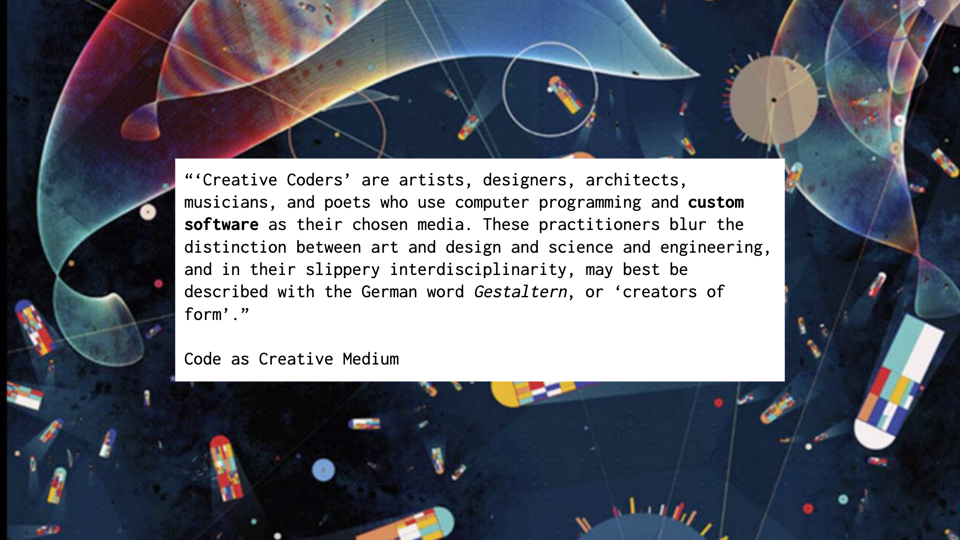 “‘Creative Coders’ are artists, designers, architects,
musicians, and poets who use computer programming and custom
software as their chosen media. These practitioners blur the
distinction between art and design and science and engineering,
and in their slippery interdisciplinarity, may best be
described with the German word Gestaltern, or ‘creators of
form’.”
Code as Creative Medium